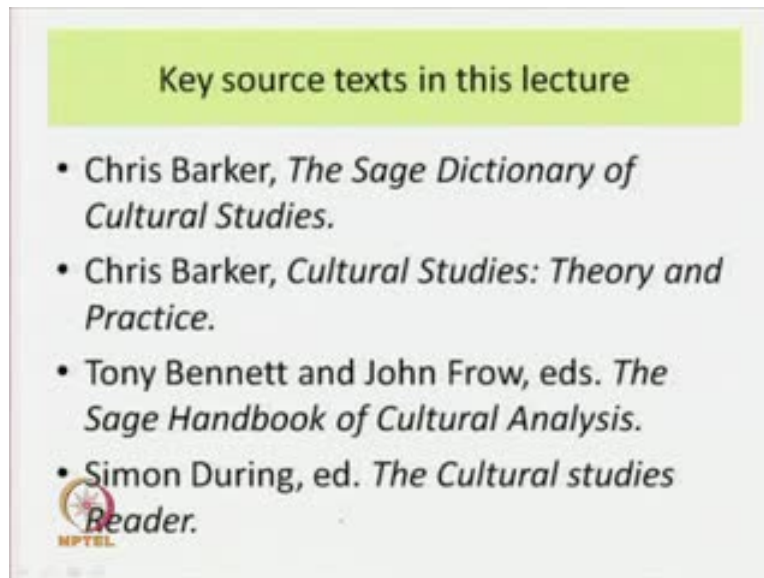 Key source texts in this lecture
• Chris Barker, The Sage Dictionary of
Cultural Studies.
• Chris Barker, Cultural Studies: Theory and
Practice.
• Tony Bennett and John Frow, eds. The
Sage Handbook of Cultural Analysis.
• Simon During, ed. The Cultural studies
Reader.
NPTEL